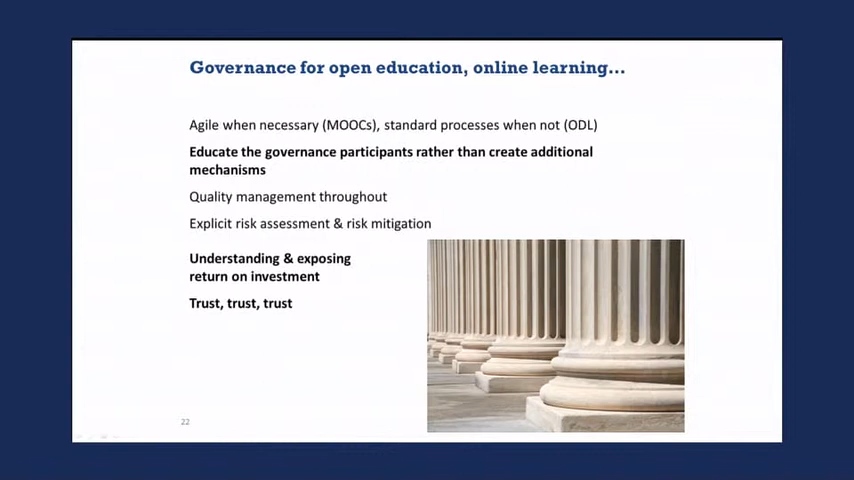 Governance for open education, online learning...
Agile when necessary (MOOCs), standard processes when not (ODL)
Educate the governance participants rather than create additional
mechanisms
Quality management throughout
Explicit risk assessment & risk mitigation
Understanding & exposing
return on investment
Trust, trust, trust
22